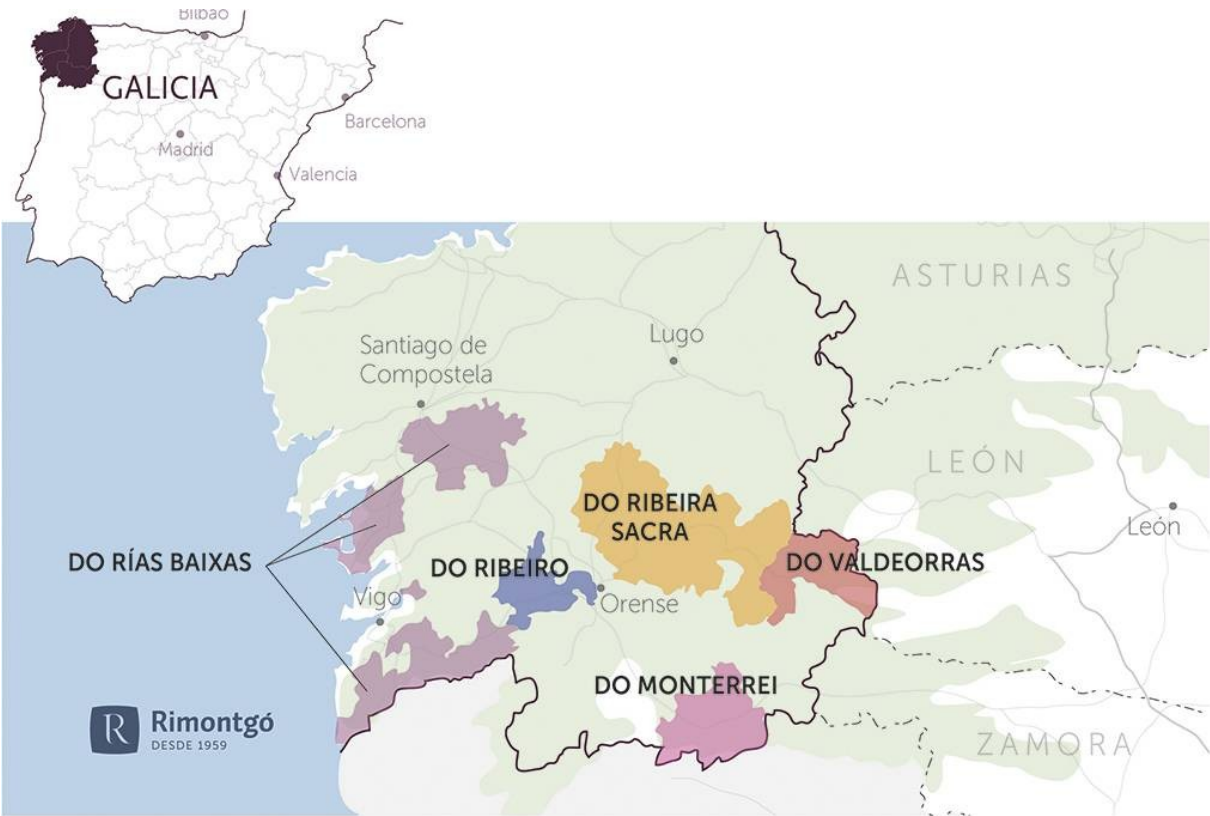 Bilbao
GALICIA
Barcelona
Madrid
Valencia
ASTURIAS
Lugo
Santiago de
Compostela
LEÓN
DO RIBEIRA
SACRA
León
DO RÍAS BAIXAS
DO RIBEIRO
DO VALDEORRAS
Vigo
Orense
DO MONTERREI
R
Rimontgó
DESDE 1959
ZAMORA